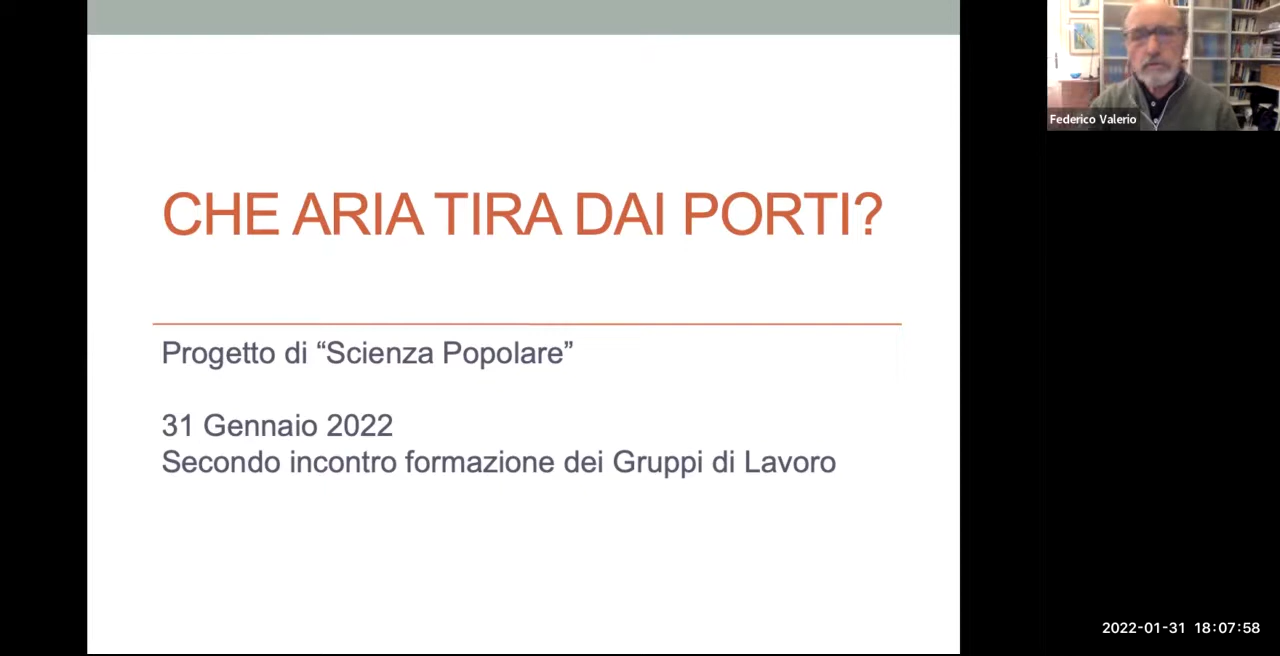 CHE ARIA TIRA DAI PORTI?
Progetto di “Scienza Popolare”
31 Gennaio 2022
Secondo incontro formazione dei Gruppi di Lavoro
Federico Valerio
2022-01-31 18:07:58